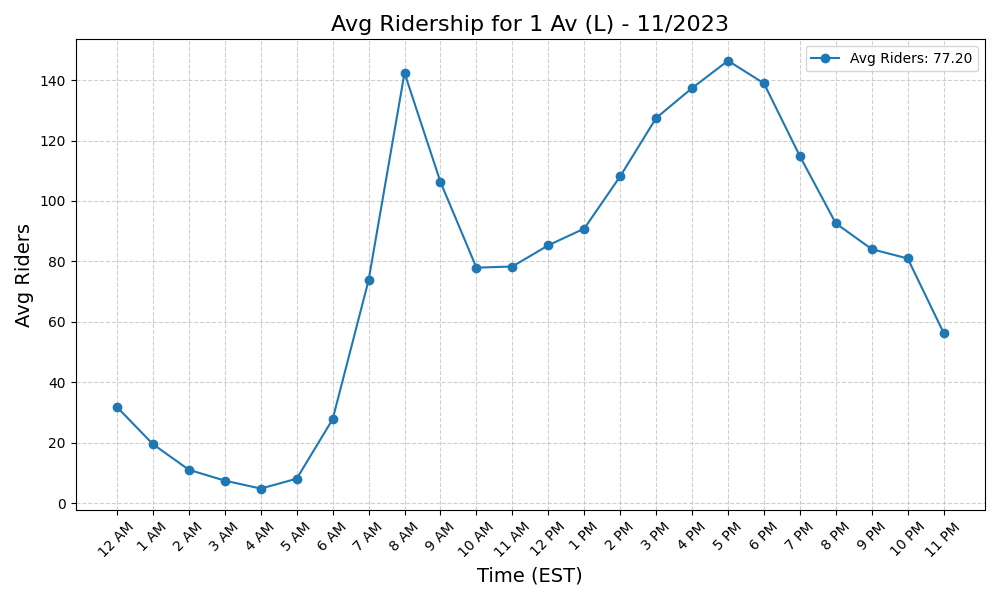 Avg Ridership for 1 Av (L) - 11/2023
Avg Riders: 77.20
Avg Riders
140
120
100
80
60
40
20
0
12 AM
1 AM
2 AM
3 AM
4 AM
5 AM
6 AM
7 AM
8 AM
9 AM
10 AM
11 AM
12 PM
1 PM
2 PM
3 PM
4 PM
5 PM
6 PM
7 PM
8 PM
9 PM
10 PM
11 PM
Time (EST)